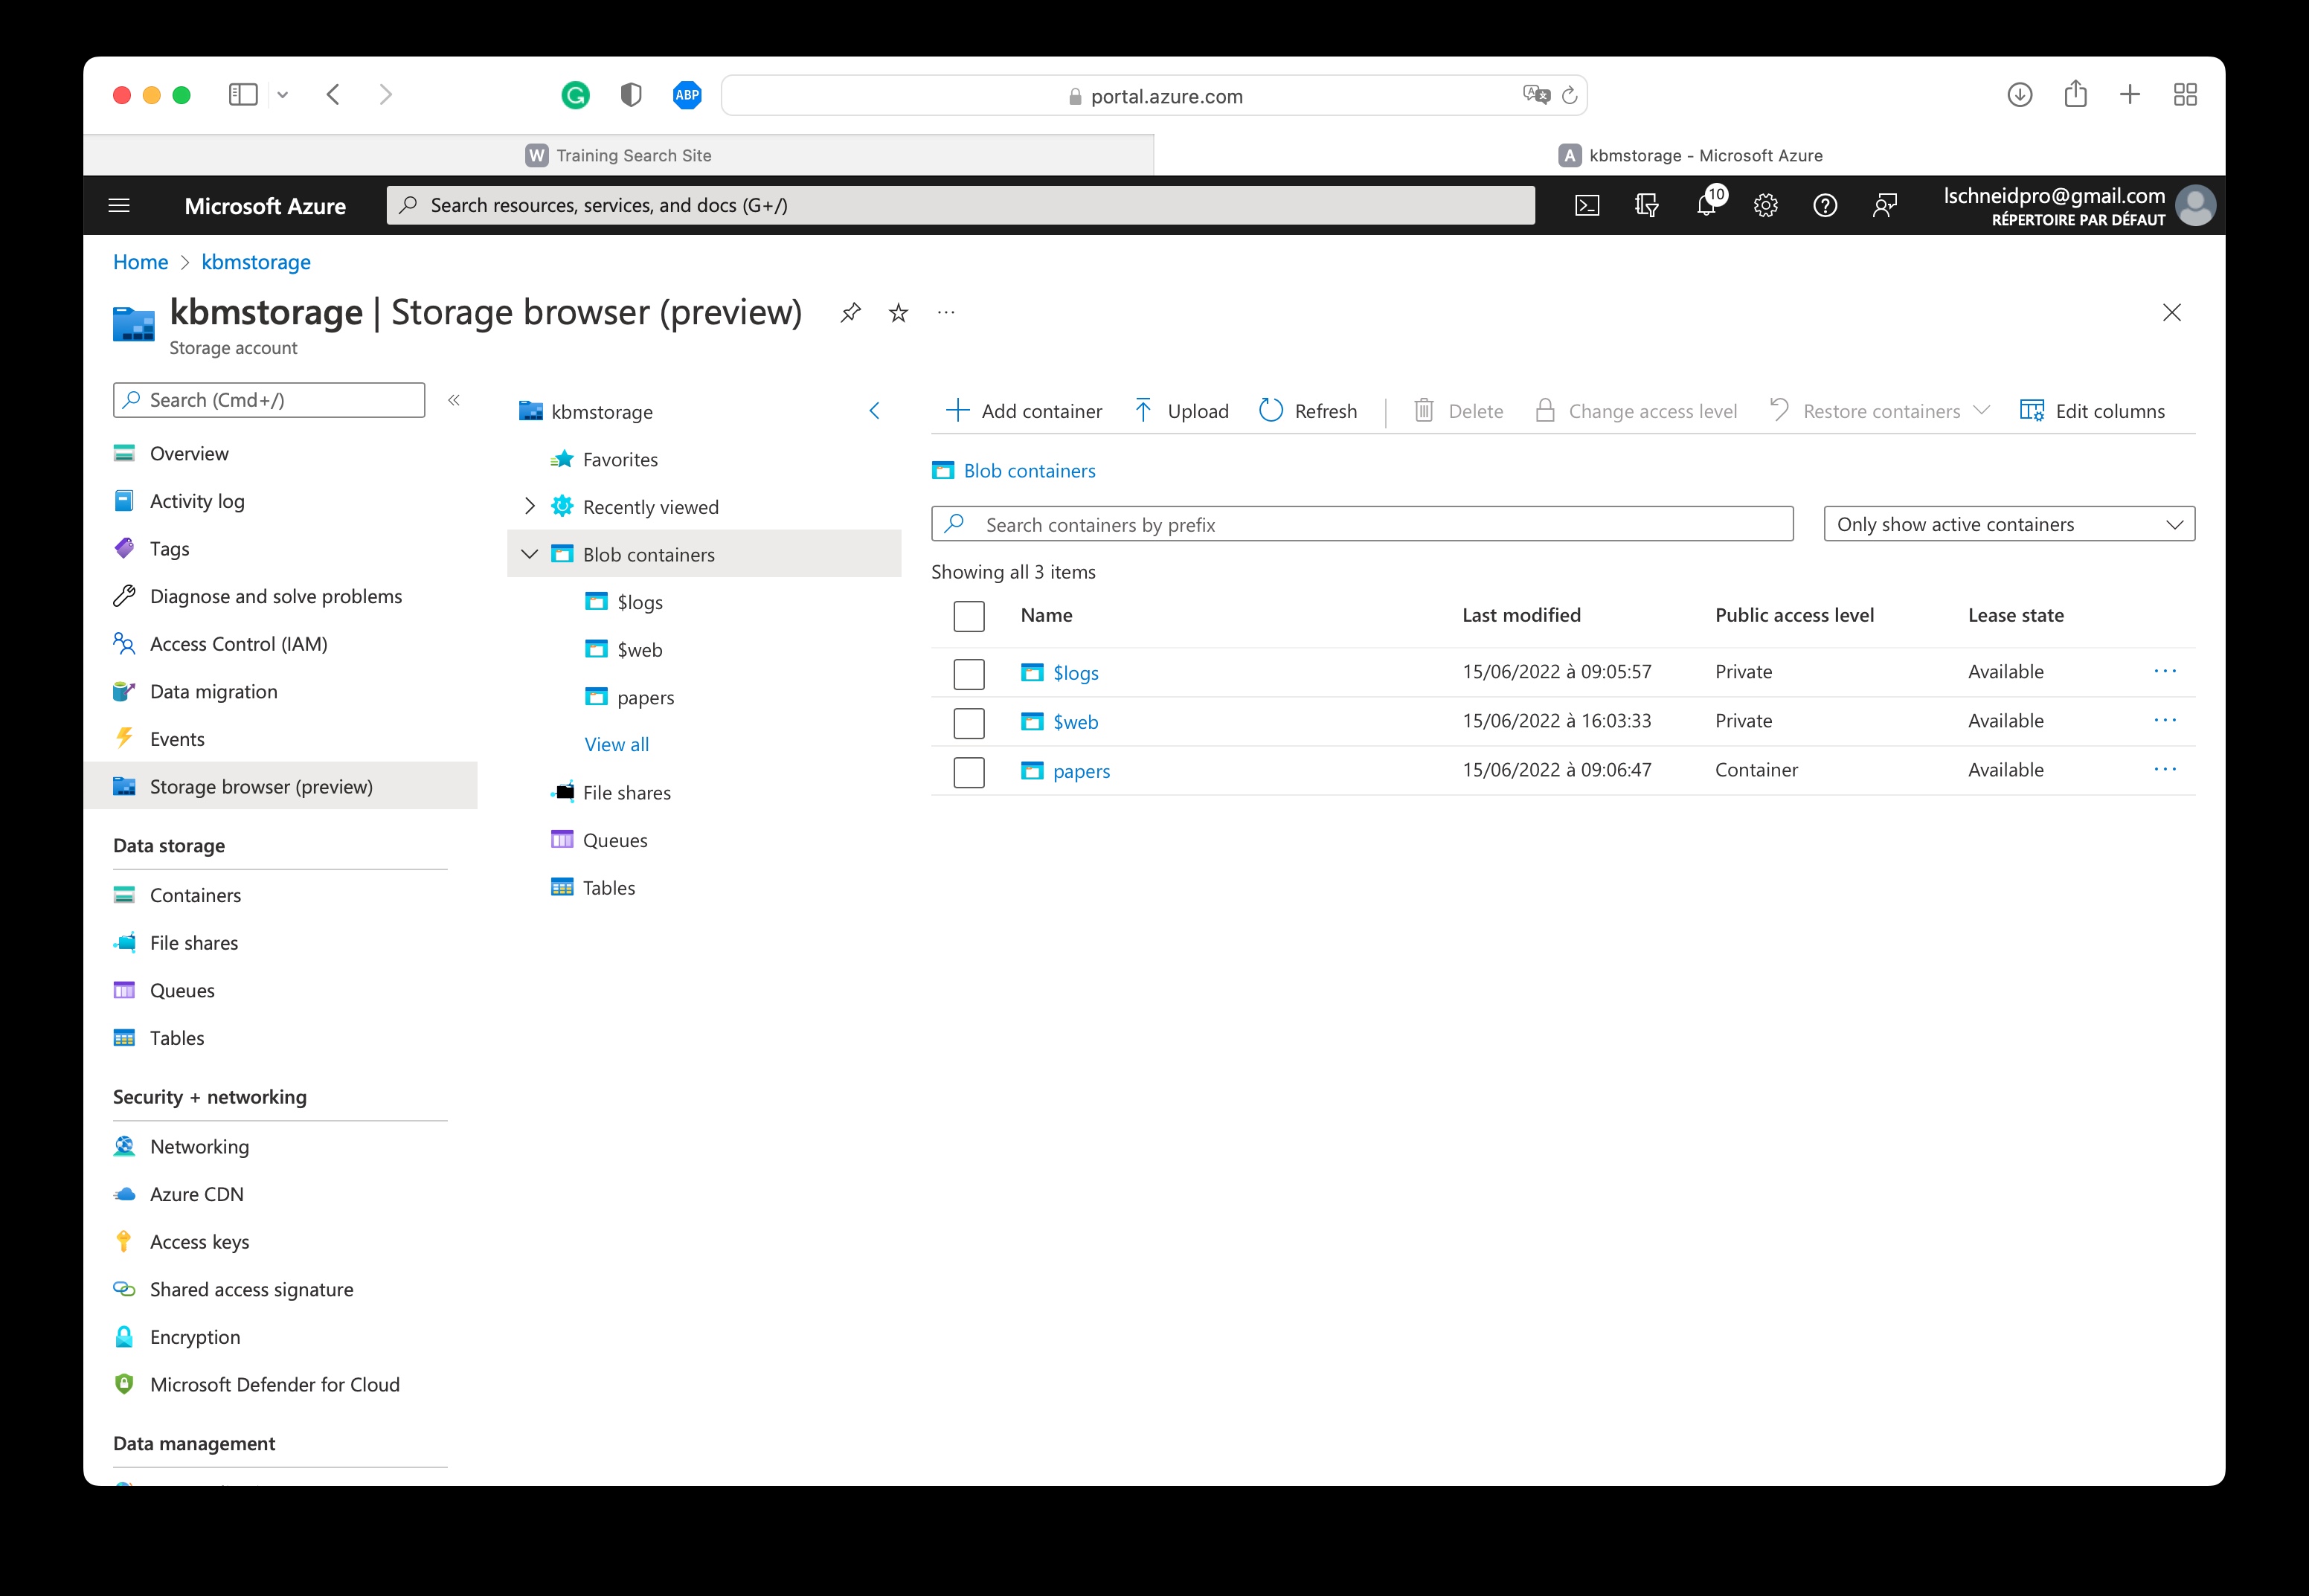 ABP
portal.azure.com
W Training Search Site
A kbmstorage - Microsoft Azure
Microsoft Azure
Search resources, services, and docs (G+/)
10
lschneidpro@gmail.com
RÉPERTOIRE PAR DÉFAUT
Home > kbmstorage
kbmstorage | Storage browser (preview)
Storage account
Search (Cmd+/)
Overview
Activity log
Tags
Diagnose and solve problems
Access Control (IAM)
Data migration
Events
Storage browser (preview)
Data storage
Containers
File shares
Queues
Tables
Security + networking
Networking
Azure CDN
Access keys
Shared access signature
Encryption
Microsoft Defender for Cloud
Data management
kbmstorage
Favorites
Recently viewed
Blob containers
$logs
$web
papers
View all
File shares
Queues
Tables
Add container Upload Refresh Delete Change access level Restore containers Edit columns
Blob containers
Search containers by prefix
Only show active containers
Showing all 3 items
Name Last modified Public access level Lease state
$logs 15/06/2022 à 09:05:57 Private Available
$web 15/06/2022 à 16:03:33 Private Available
papers 15/06/2022 à 09:06:47 Container Available